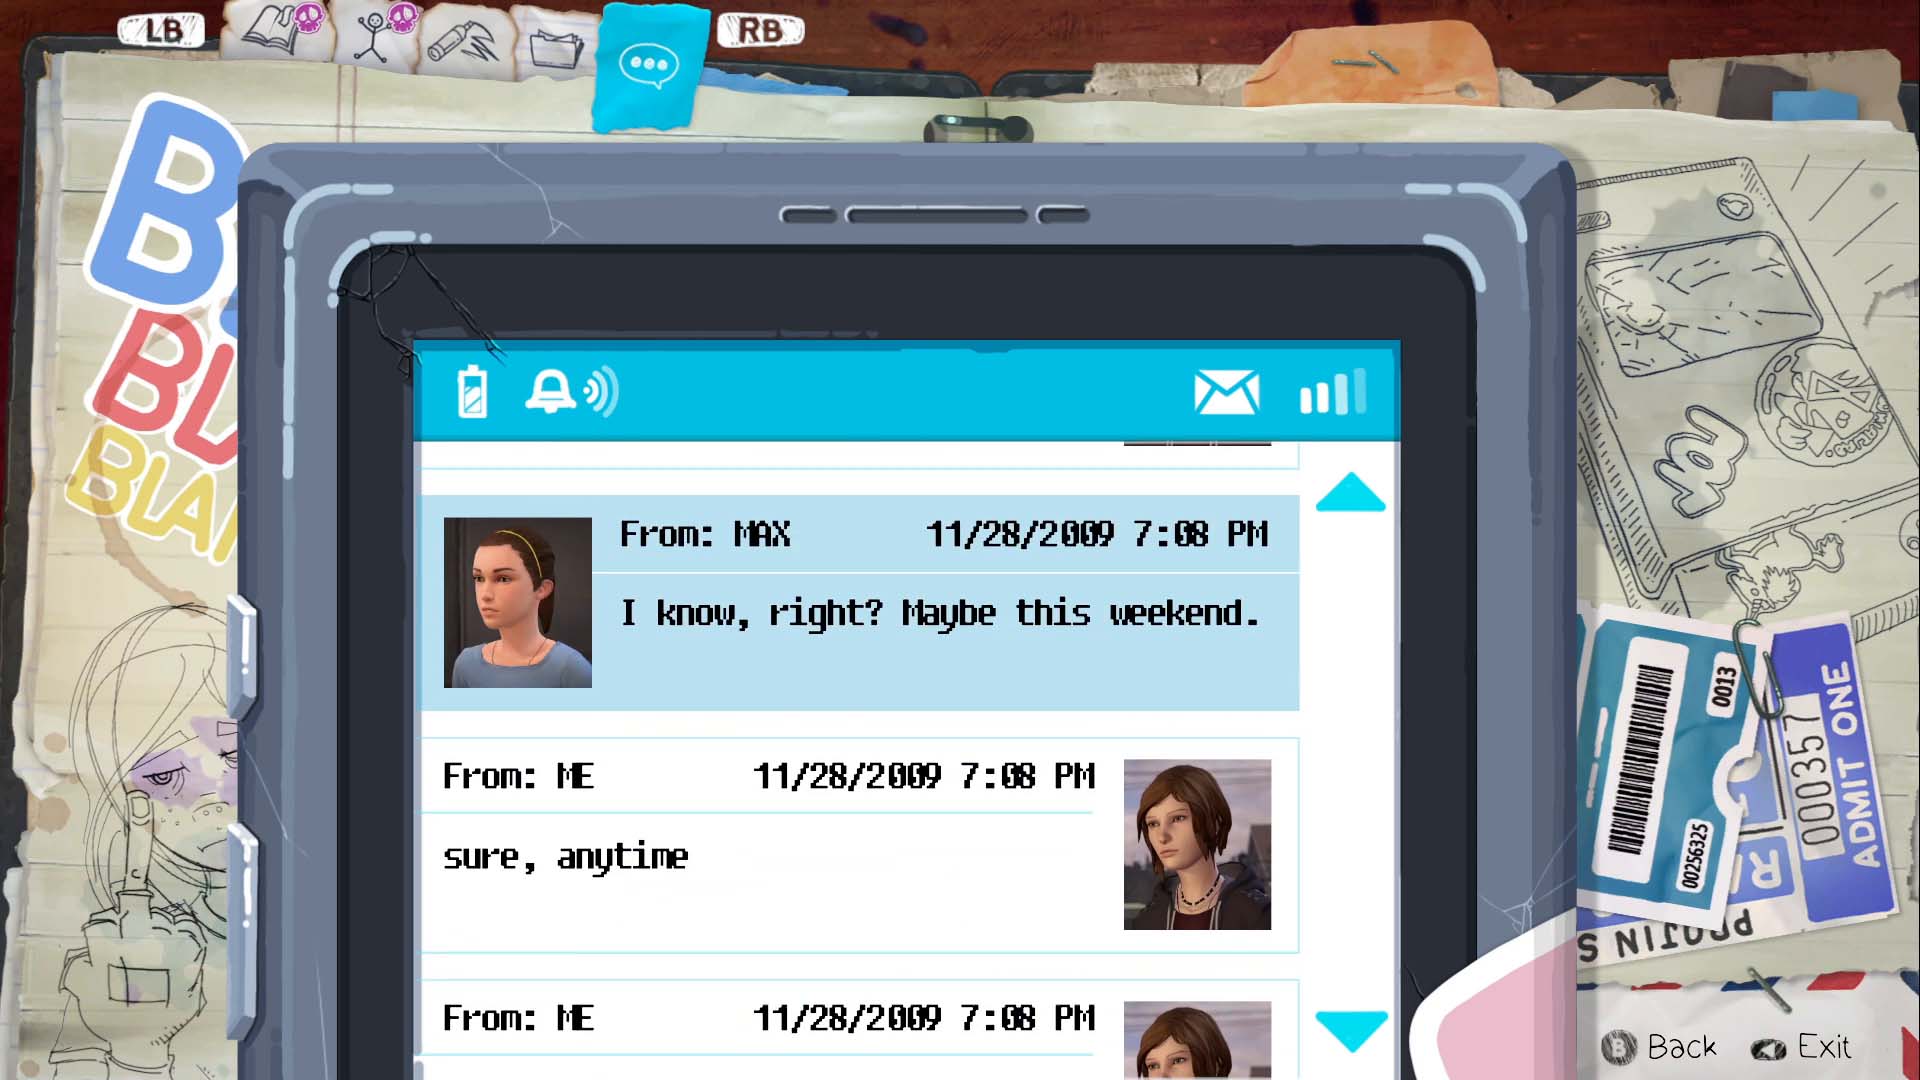 LB
RB
From: MAX 11/28/2009 7:08 PM
I know, right? Maybe this weekend.
From: ME 11/28/2009 7:08 PM
sure, anytime
From: ME 11/28/2009 7:08 PM
BLA
0013
00256325
000357
ADMIT ONE
B Back
Exit